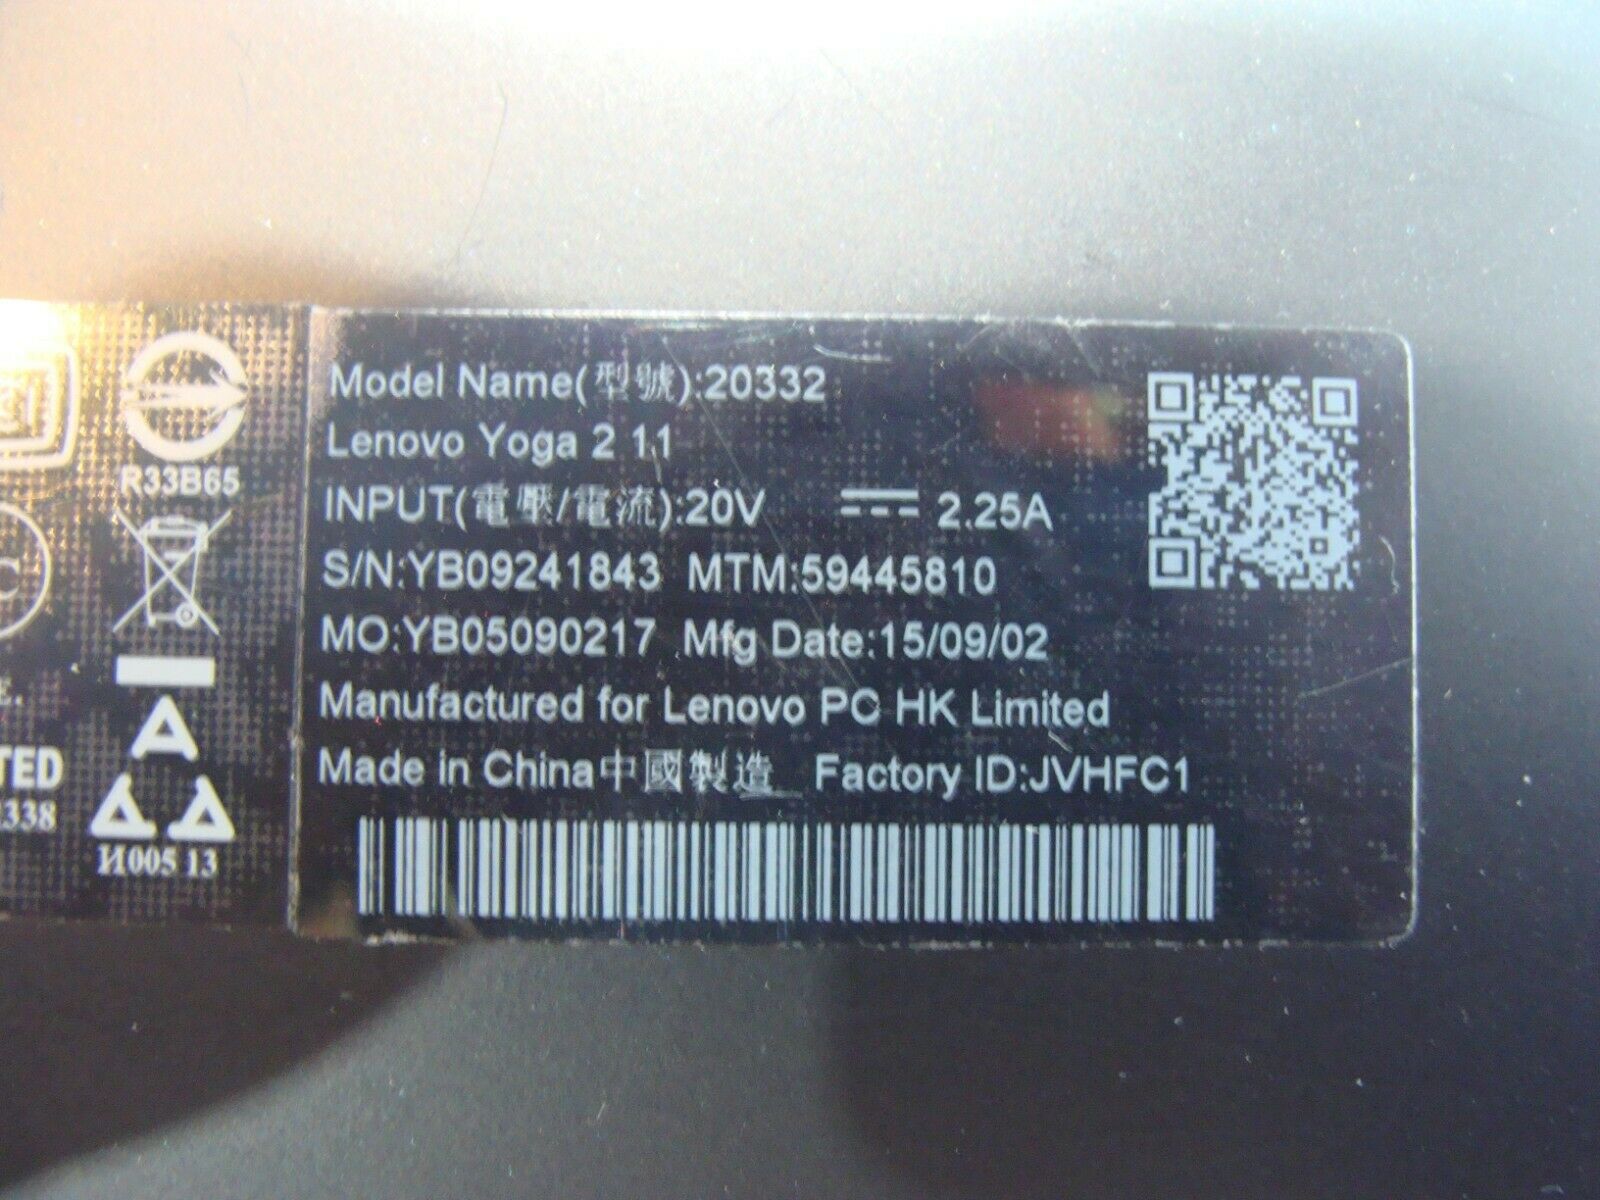 Model Name(型號):20332
Lenovo Yoga 2 11
INPUT(電壓/電流):20V 2.25A
S/N:YB09241843 MTM:59445810
MO:YB05090217 Mfg Date:15/09/02
Manufactured for Lenovo PC HK Limited
Made in China中國製造 Factory ID:JVHFC1
R33B65
C
E.
TED
338
И005 13